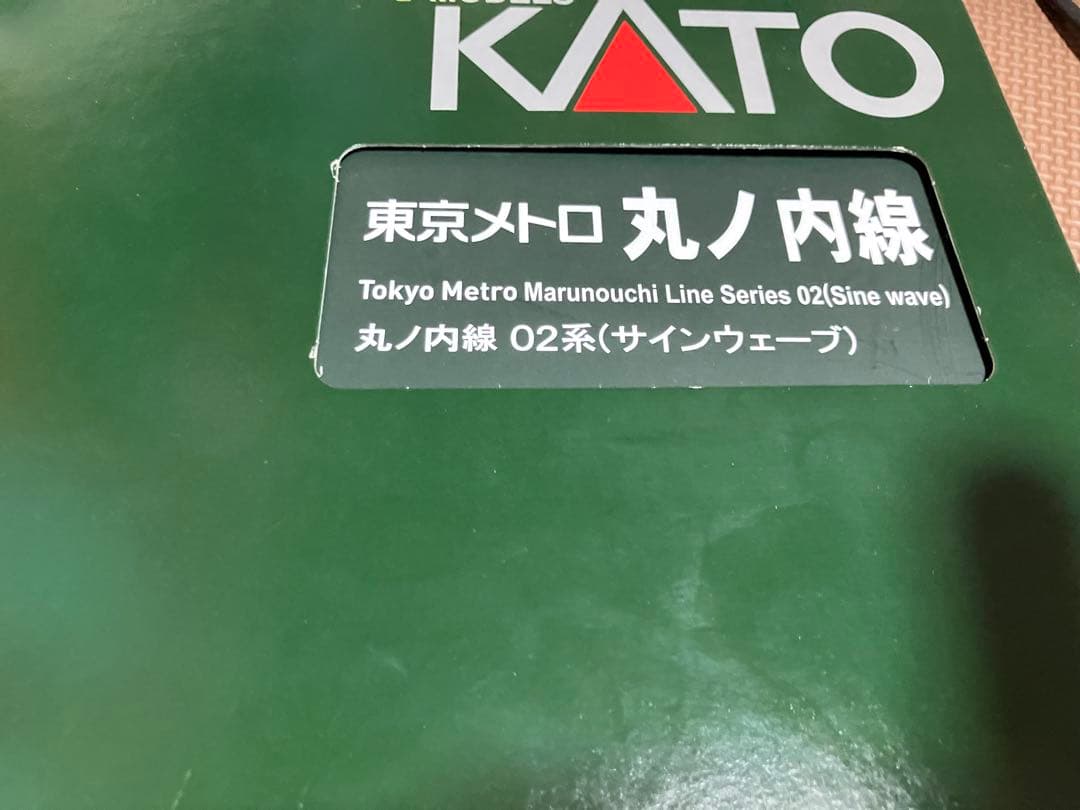 MODELS
KATO
東京メトロ 丸ノ内線
Tokyo Metro Marunouchi Line Series 02(Sine wave)
丸ノ内線 02系(サインウェーブ)